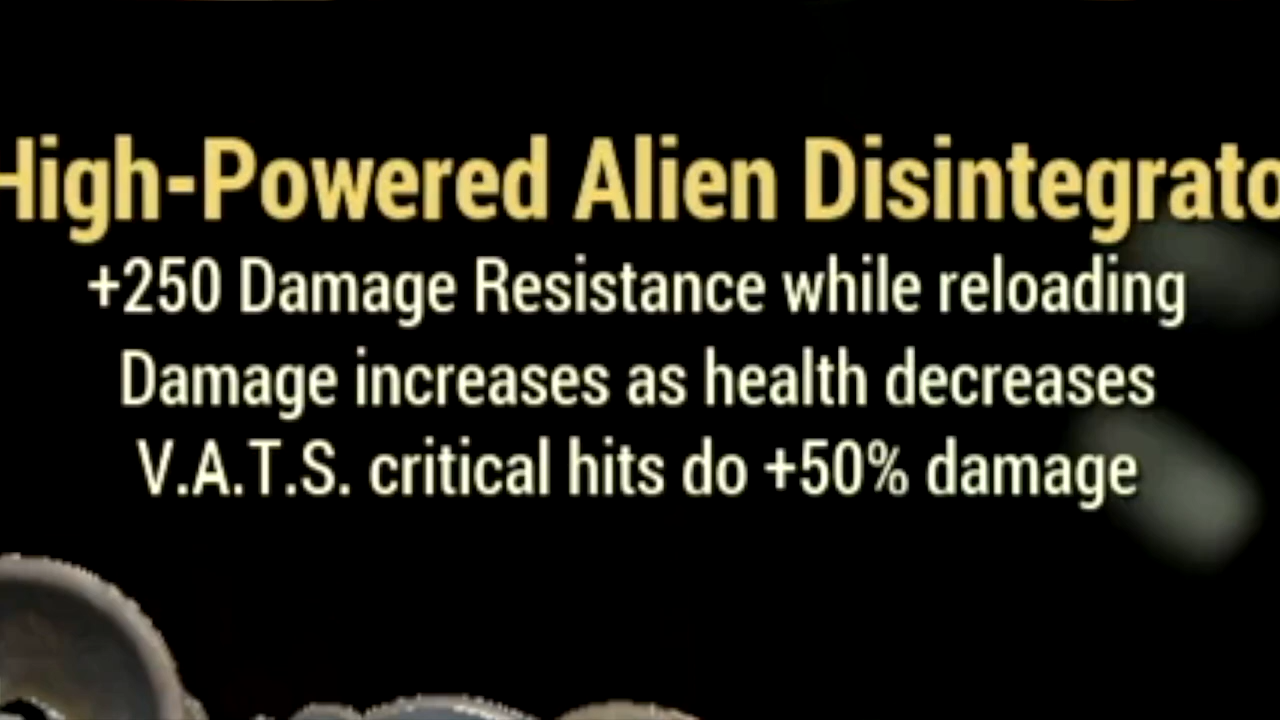 High-Powered Alien Disintegrato
+250 Damage Resistance while reloading
Damage increases as health decreases
V.A.T.S. critical hits do +50% damage